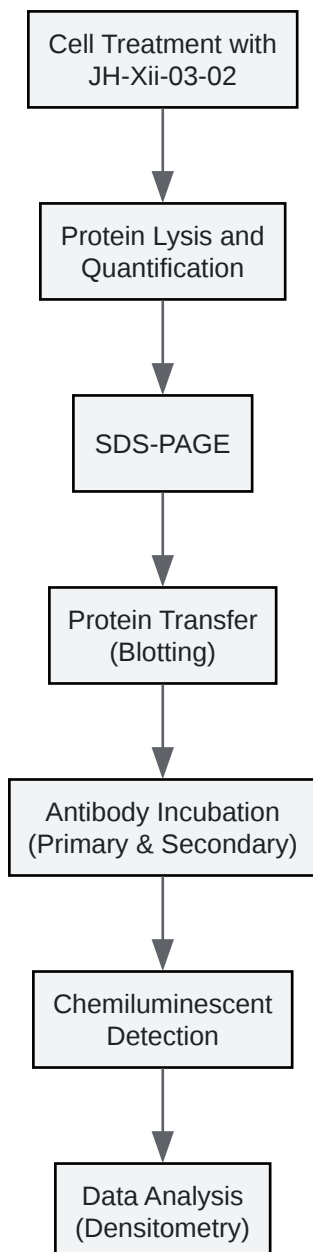 Cell Treatment with
JH-Xii-03-02
Protein Lysis and
Quantification
SDS-PAGE
Protein Transfer
(Blotting)
Antibody Incubation
(Primary & Secondary)
Chemiluminescent
Detection
Data Analysis
(Densitometry)